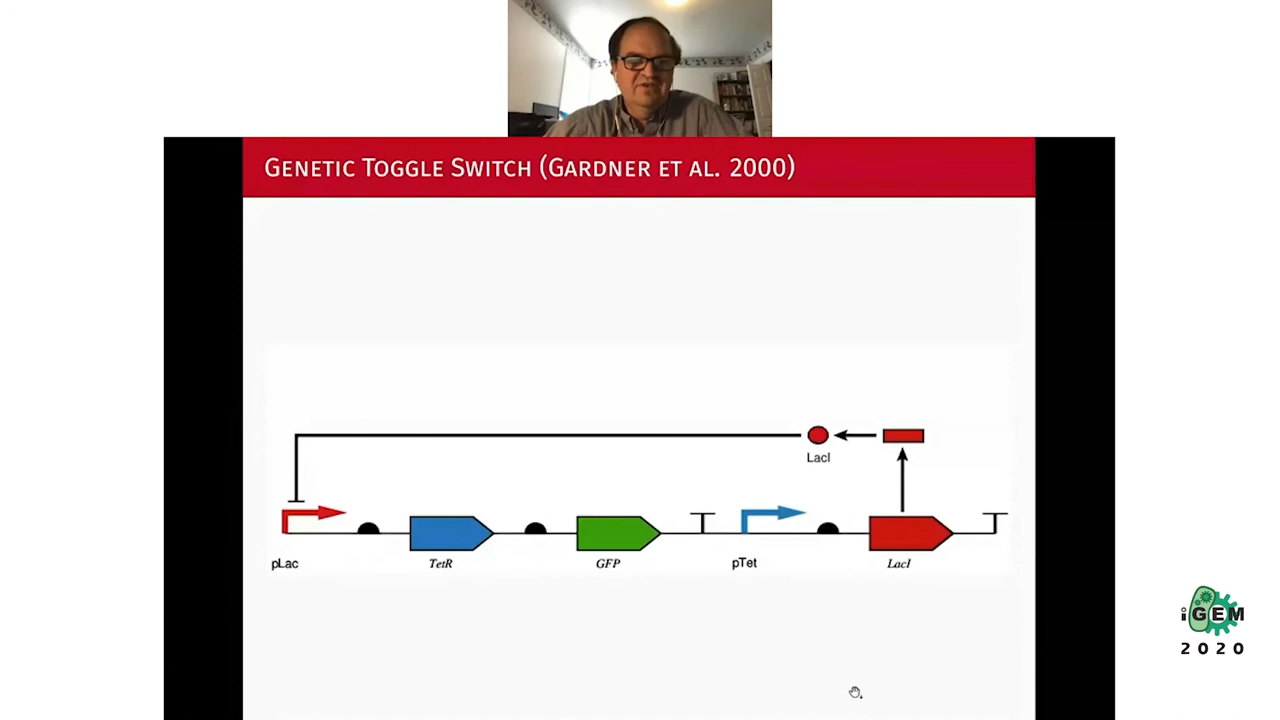 GENETIC TOGGLE SWITCH (GARDNER ET AL. 2000)
LacI
pLac
TetR
GFP
pTet
LacI
iGEM
2020